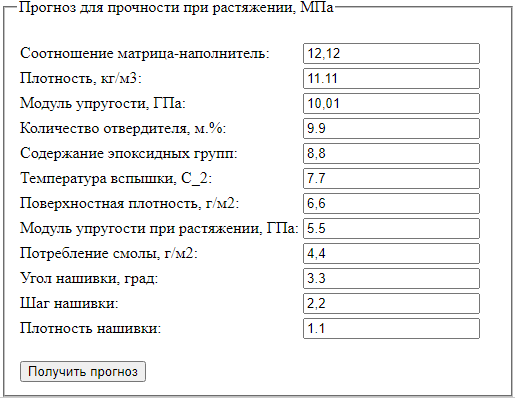 Прогноз для прочности при растяжении, МПа
Соотношение матрица-наполнитель: 12,12
Плотность, кг/м3: 11.11
Модуль упругости, ГПа: 10,01
Количество отвердителя, м.%: 9.9
Содержание эпоксидных групп: 8,8
Температура вспышки, С_2: 7.7
Поверхностная плотность, г/м2: 6,6
Модуль упругости при растяжении, ГПа: 5.5
Потребление смолы, г/м2: 4,4
Угол нашивки, град: 3.3
Шаг нашивки: 2,2
Плотность нашивки: 1.1
Получить прогноз